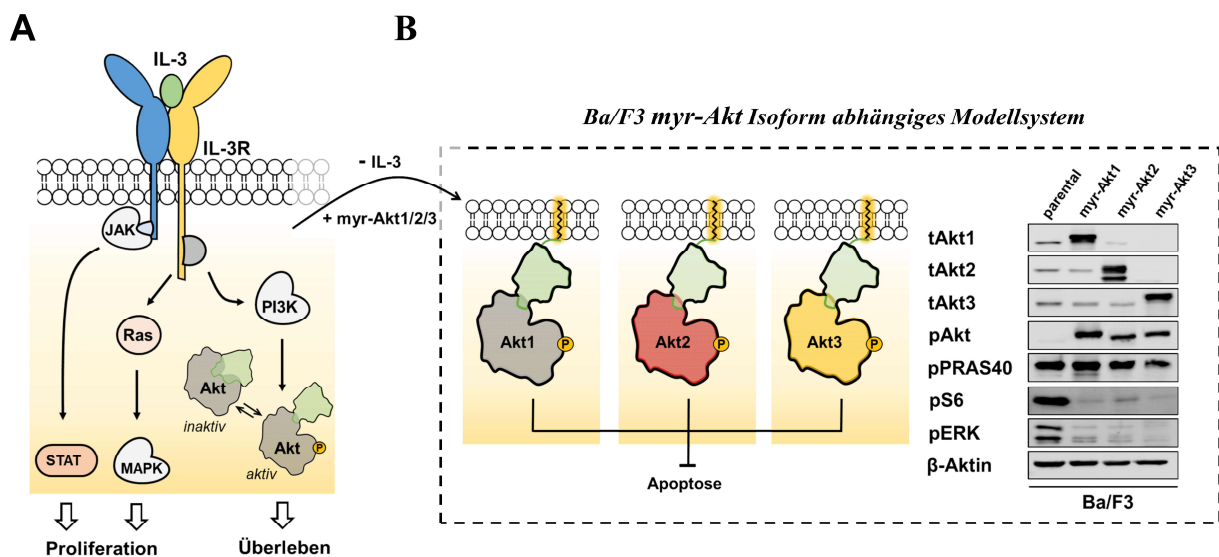 A
IL-3
IL-3R
JAK
Ras
PI3K
Akt
inaktiv
Akt
P
aktiv
STAT
MAPK
Proliferation
Überleben
- IL-3
+ myr-Akt1/2/3
B
Ba/F3 myr-Akt Isoform abhängiges Modellsystem
Akt1
P
Akt2
P
Akt3
P
Apoptose
parental
myr-Akt1
myr-Akt2
myr-Akt3
tAkt1
tAkt2
tAkt3
pAkt
pPRAS40
pS6
pERK
β-Aktin
Ba/F3